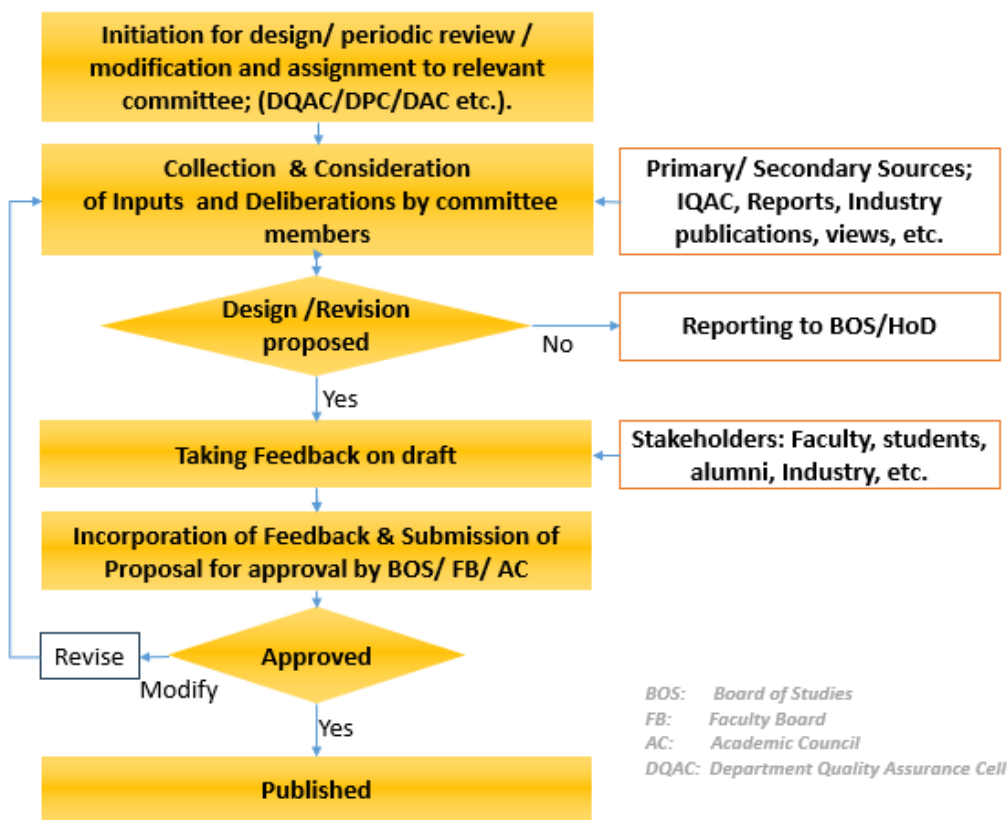 Initiation for design/ periodic review /
modification and assignment to relevant
committee; (DQAC/DPC/DAC etc.).
Collection & Consideration
of Inputs and Deliberations by committee
members
Primary/ Secondary Sources;
IQAC, Reports, Industry
publications, views, etc.
Design /Revision
proposed
No
Reporting to BOS/HoD
Yes
Taking Feedback on draft
Stakeholders: Faculty, students,
alumni, Industry, etc.
Incorporation of Feedback & Submission of
Proposal for approval by BOS/ FB/ AC
Approved
Revise
Modify
Yes
Published
BOS: Board of Studies
FB: Faculty Board
AC: Academic Council
DQAC: Department Quality Assurance Cell